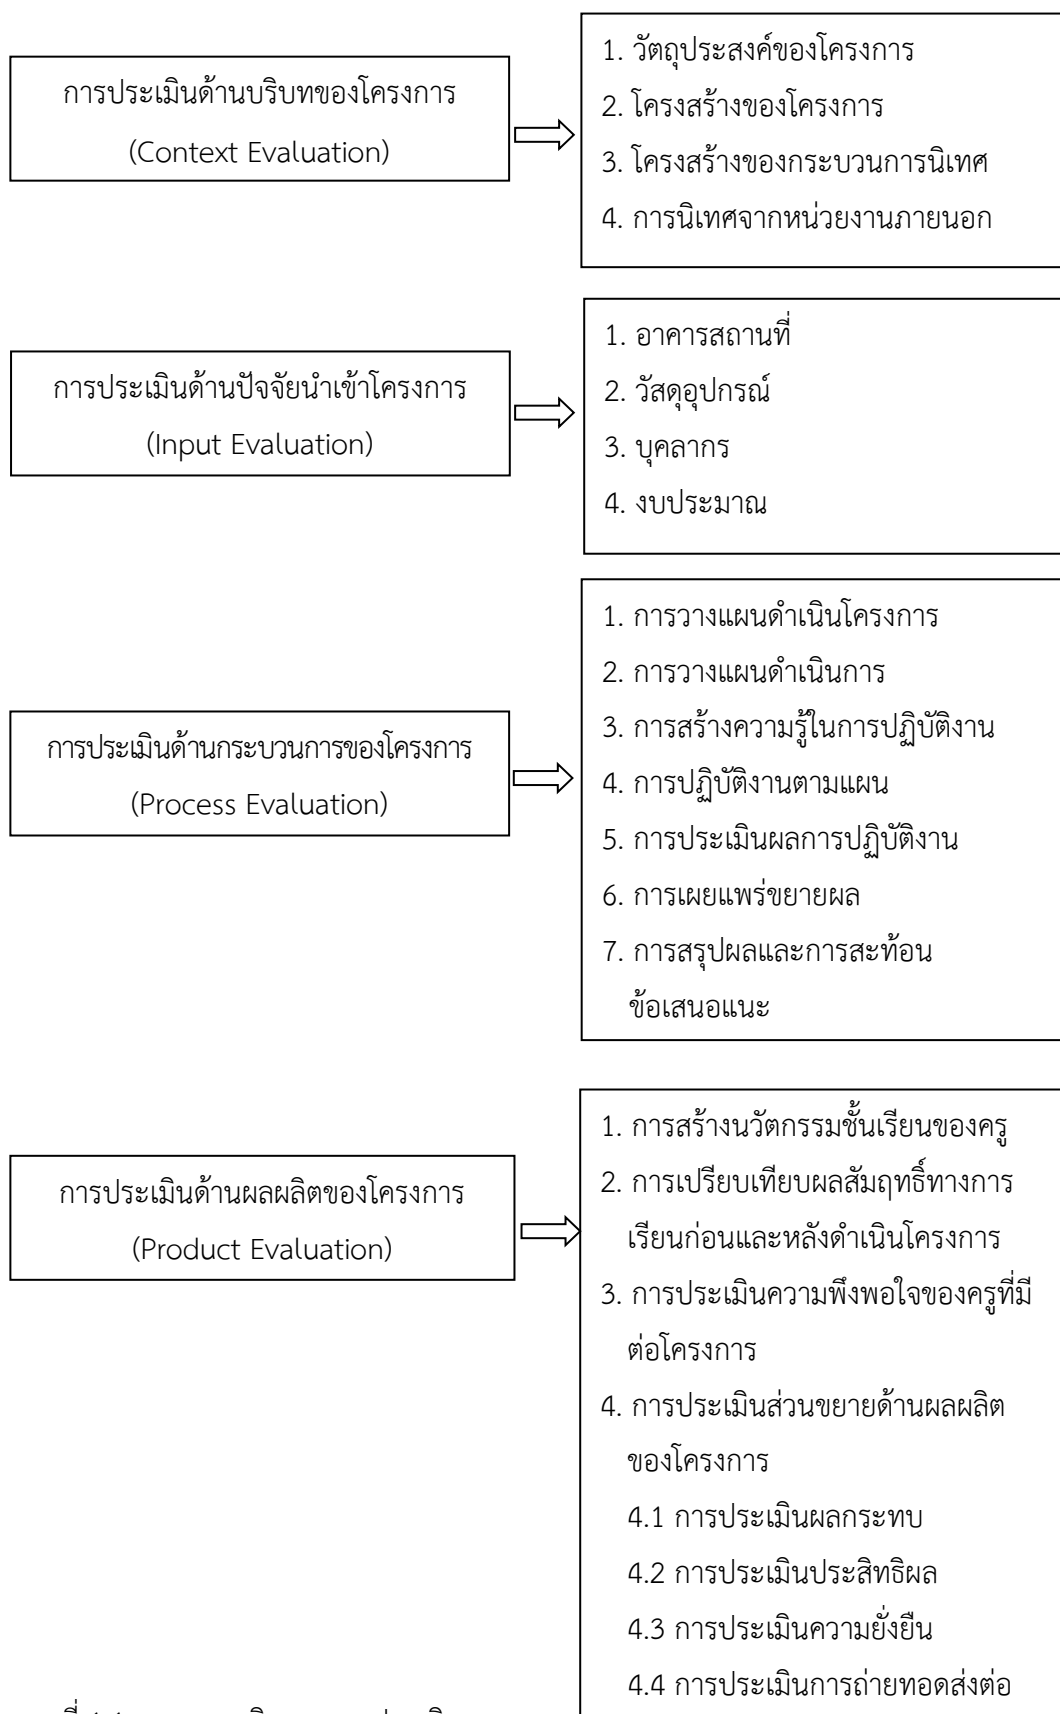 การประเมินด้านบริบทของโครงการ
(Context Evaluation)
1. วัตถุประสงค์ของโครงการ
2. โครงสร้างของโครงการ
3. โครงสร้างของกระบวนการนิเทศ
4. การนิเทศจากหน่วยงานภายนอก
การประเมินด้านปัจจัยนำเข้าโครงการ
(Input Evaluation)
1. อาคารสถานที่
2. วัสดุอุปกรณ์
3. บุคลากร
4. งบประมาณ
การประเมินด้านกระบวนการของโครงการ
(Process Evaluation)
1. การวางแผนดำเนินโครงการ
2. การวางแผนดำเนินการ
3. การสร้างความรู้ในการปฏิบัติงาน
4. การปฏิบัติงานตามแผน
5. การประเมินผลการปฏิบัติงาน
6. การเผยแพร่ขยายผล
7. การสรุปผลและการสะท้อน
ข้อเสนอแนะ
การประเมินด้านผลผลิตของโครงการ
(Product Evaluation)
1. การสร้างนวัตกรรมชั้นเรียนของครู
2. การเปรียบเทียบผลสัมฤทธิ์ทางการ
เรียนก่อนและหลังดำเนินโครงการ
3. การประเมินความพึงพอใจของครูที่มี
ต่อโครงการ
4. การประเมินส่วนขยายด้านผลผลิต
ของโครงการ
4.1 การประเมินผลกระทบ
4.2 การประเมินประสิทธิผล
4.3 การประเมินความยั่งยืน
4.4 การประเมินการถ่ายทอดส่งต่อ